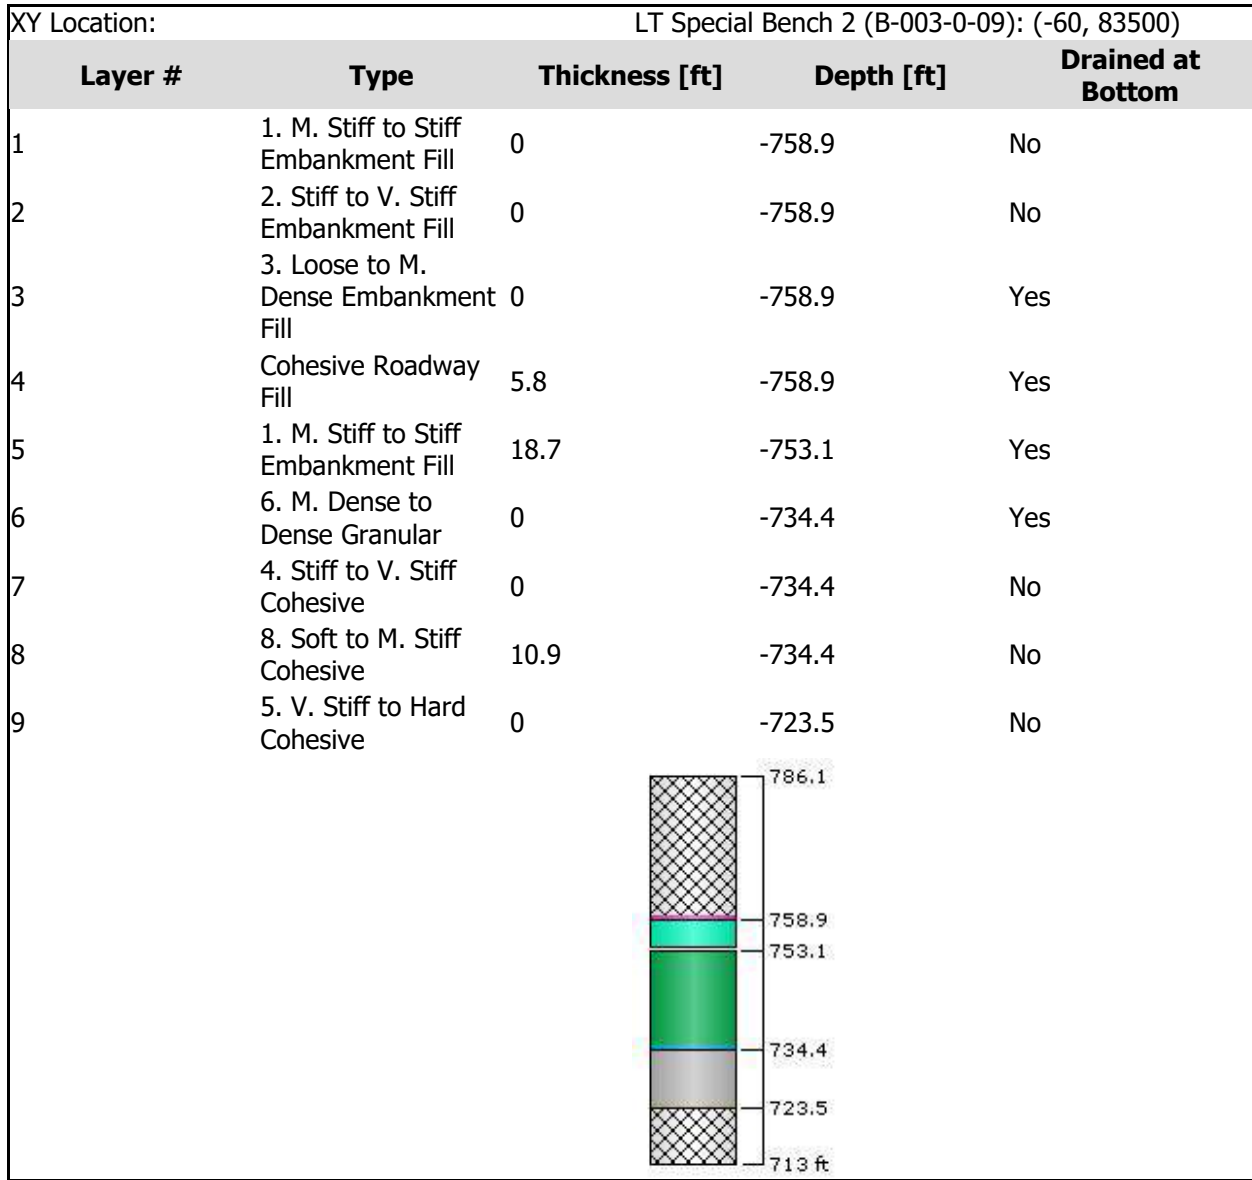 XY Location: LT Special Bench 2 (B-003-0-09): (-60, 83500)
Layer # Type Thickness [ft] Depth [ft] Drained at
Bottom
1 1. M. Stiff to Stiff
Embankment Fill 0 -758.9 No
2 2. Stiff to V. Stiff
Embankment Fill 0 -758.9 No
3 3. Loose to M.
Dense Embankment 0 -758.9 Yes
Fill
4 Cohesive Roadway
Fill 5.8 -758.9 Yes
5 1. M. Stiff to Stiff
Embankment Fill 18.7 -753.1 Yes
6 6. M. Dense to
Dense Granular 0 -734.4 Yes
7 4. Stiff to V. Stiff
Cohesive 0 -734.4 No
8 8. Soft to M. Stiff
Cohesive 10.9 -734.4 No
9 5. V. Stiff to Hard
Cohesive 0 -723.5 No
786.1
758.9
753.1
734.4
723.5
713 ft